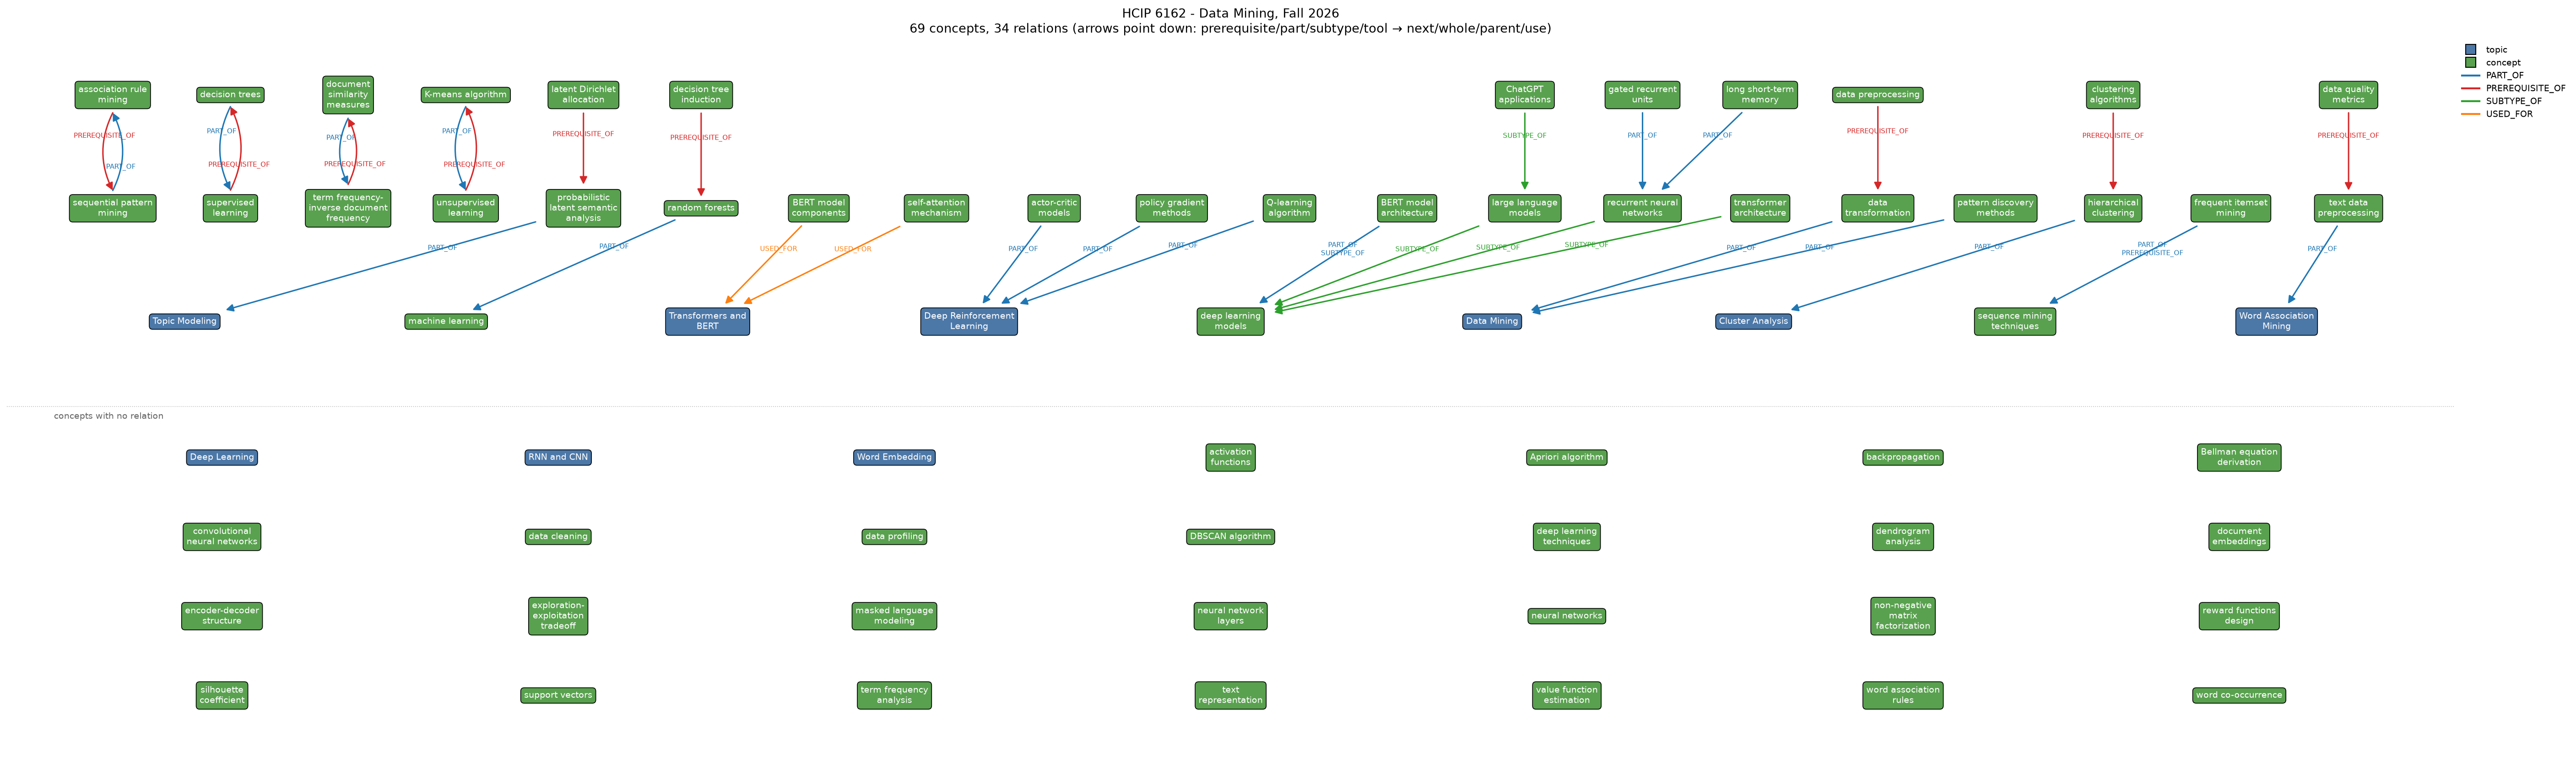 HCIP 6162 - Data Mining, Fall 2026
69 concepts, 34 relations (arrows point down: prerequisite/part/subtype/tool → next/whole/parent/use)
topic
concept
PART_OF
PREREQUISITE_OF
SUBTYPE_OF
USED_FOR
association rule
mining
decision trees
document
similarity
measures
K-means algorithm
latent Dirichlet
allocation
decision tree
induction
ChatGPT
applications
gated recurrent
units
long short-term
memory
data preprocessing
clustering
algorithms
data quality
metrics
PREREQUISITE_OF
PART_OF
PART_OF
PREREQUISITE_OF
PART_OF
PREREQUISITE_OF
PART_OF
PREREQUISITE_OF
PREREQUISITE_OF
PREREQUISITE_OF
SUBTYPE_OF
PART_OF
PART_OF
PREREQUISITE_OF
PREREQUISITE_OF
PREREQUISITE_OF
sequential pattern
mining
supervised
learning
term frequency-
inverse document
frequency
unsupervised
learning
probabilistic
latent semantic
analysis
random forests
BERT model
components
self-attention
mechanism
actor-critic
models
policy gradient
methods
Q-learning
algorithm
BERT model
architecture
large language
models
recurrent neural
networks
transformer
architecture
data
transformation
pattern discovery
methods
hierarchical
clustering
frequent itemset
mining
text data
preprocessing
PART_OF
PART_OF
USED_FOR
USED_FOR
PART_OF
PART_OF
PART_OF
PART_OF
SUBTYPE_OF
SUBTYPE_OF
SUBTYPE_OF
SUBTYPE_OF
PART_OF
PART_OF
PART_OF
PART_OF
PREREQUISITE_OF
PART_OF
Topic Modeling
machine learning
Transformers and
BERT
Deep Reinforcement
Learning
deep learning
models
Data Mining
Cluster Analysis
sequence mining
techniques
Word Association
Mining
concepts with no relation
Deep Learning
RNN and CNN
Word Embedding
activation
functions
Apriori algorithm
backpropagation
Bellman equation
derivation
convolutional
neural networks
data cleaning
data profiling
DBSCAN algorithm
deep learning
techniques
dendrogram
analysis
document
embeddings
encoder-decoder
structure
exploration-
exploitation
tradeoff
masked language
modeling
neural network
layers
neural networks
non-negative
matrix
factorization
reward functions
design
silhouette
coefficient
support vectors
term frequency
analysis
text
representation
value function
estimation
word association
rules
word co-occurrence